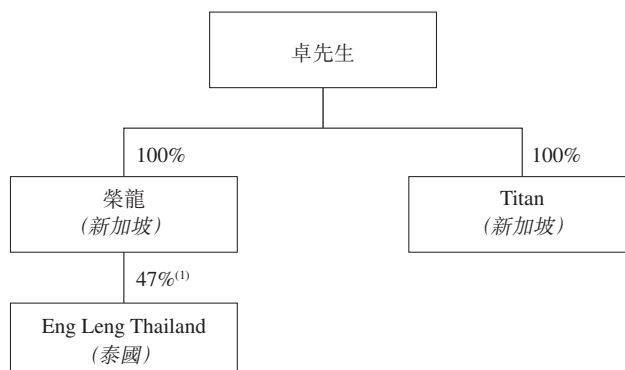 卓先生
100%
100%
榮龍
(新加坡)
Titan
(新加坡)
47%(1)
Eng Leng Thailand
(泰國)